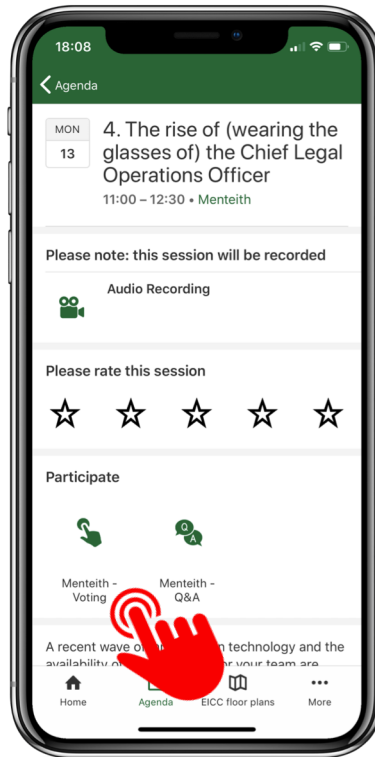 18:08
Agenda
MON
13
4. The rise of (wearing the
glasses of) the Chief Legal
Operations Officer
11:00 – 12:30 • Menteith
Please note: this session will be recorded
Audio Recording
Please rate this session
Participate
Q
A
Menteith -
Voting
Menteith -
Q&A
A recent wave of technology and the
availability or your team are
Home
Agenda
EICC floor plans
More